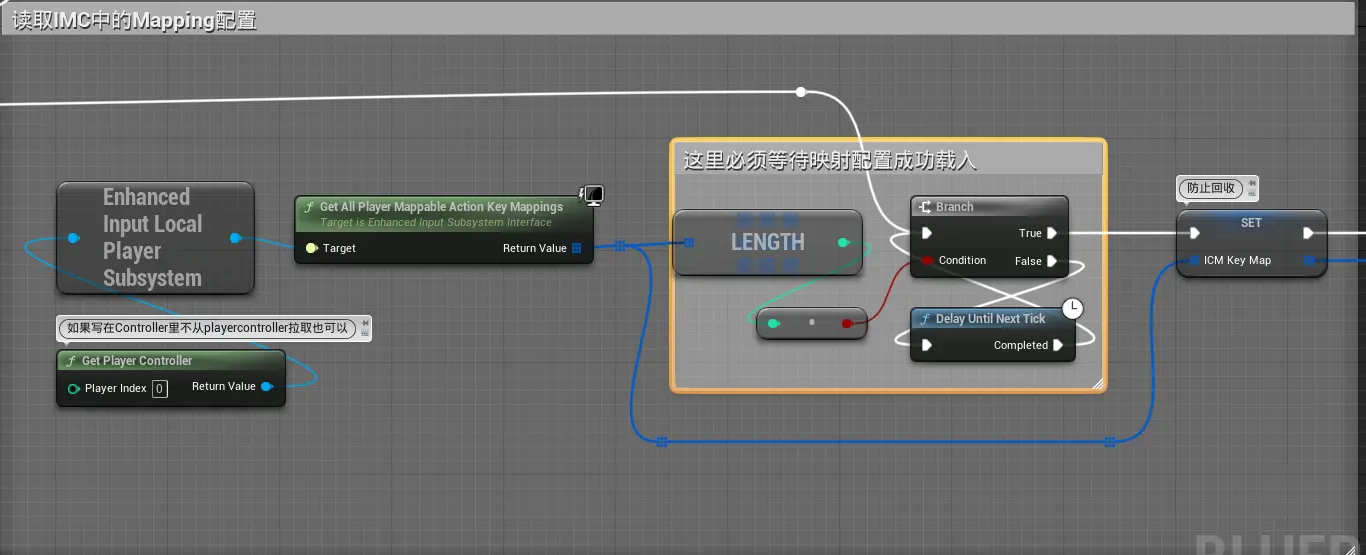 读取IMC中的Mapping配置
这里必须等待映射配置成功载入
防止回收
Enhanced
Input Local
Player
Subsystem
f Get All Player Mappable Action Key Mappings
Target is Enhanced Input Subsystem Interface
Target
Return Value
LENGTH
Branch
True
Condition
False
SET
ICM Key Map
f Delay Until Next Tick
Completed
如果写在Controller里不从playercontroller拉取也可以
f Get Player Controller
Player Index 0
Return Value